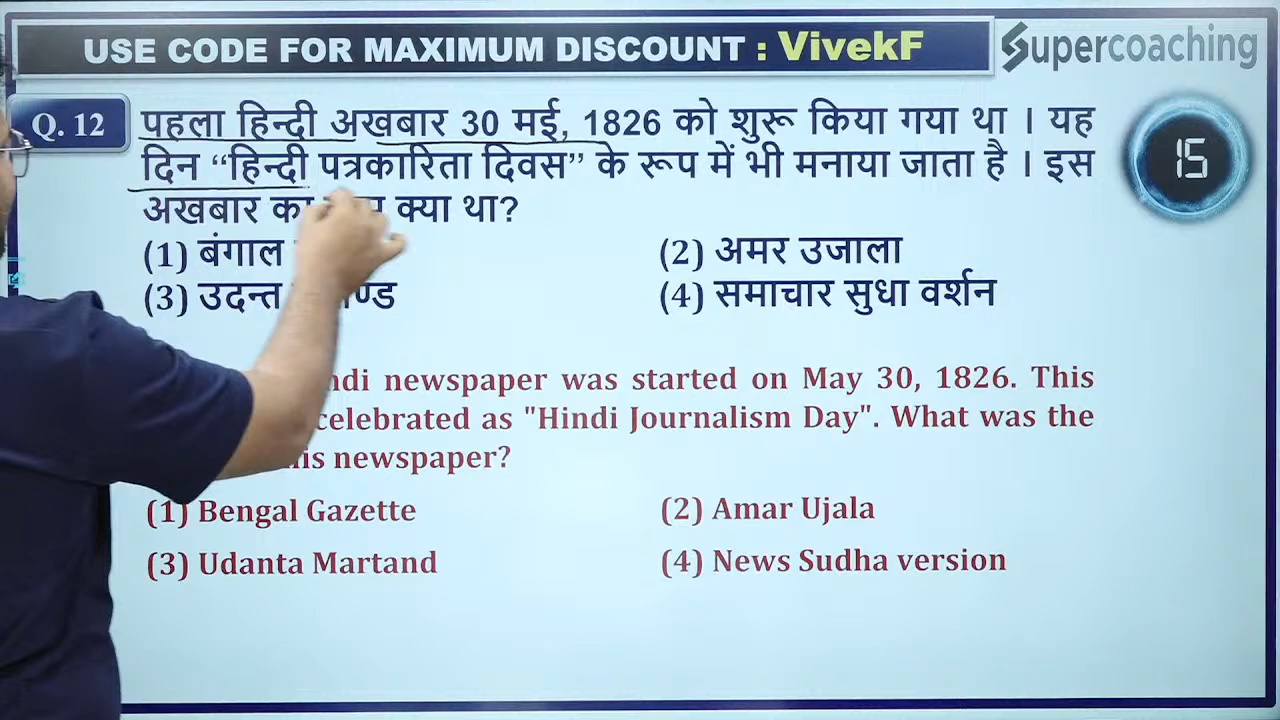 USE CODE FOR MAXIMUM DISCOUNT : VivekF
Supercoaching
Q. 12
पहला हिन्दी अखबार 30 मई, 1826 को शुरू किया गया था । यह
दिन “हिन्दी पत्रकारिता दिवस” के रूप में भी मनाया जाता है । इस
अखबार का क्या था?
15
(1) बंगाल
(2) अमर उजाला
(3) उदन्त
(4) समाचार सुधा वर्शन
newspaper was started on May 30, 1826. This
celebrated as "Hindi Journalism Day". What was the
newspaper?
(1) Bengal Gazette
(2) Amar Ujala
(3) Udanta Martand
(4) News Sudha version